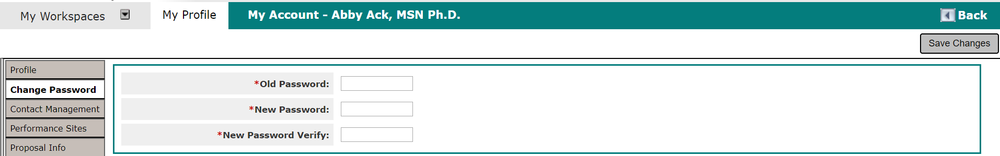 My Workspaces My Profile My Account - Abby Ack, MSN Ph.D. Back
Save Changes
Profile
Change Password
Contact Management
Performance Sites
Proposal Info
*Old Password:
*New Password:
*New Password Verify: